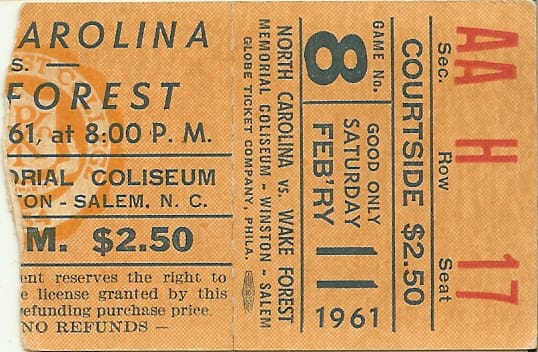 AROLINA
S.
FOREST
61, at 8:00 P. M.
ORIAL COLISEUM
TON - SALEM, N. C.
M. $2.50
ent reserves the right to
e license granted by this
refunding purchase price.
NO REFUNDS —
NORTH CAROLINA vs. WAKE FOREST
MEMORIAL COLISEUM - WINSTON - SALEM
GLOBE TICKET COMPANY, PHILA.
GAME NO.
8
GOOD ONLY
SATURDAY
FEB'RY
11
1961
COURTSIDE $2.50
Sec. Row Seat
AA H 17